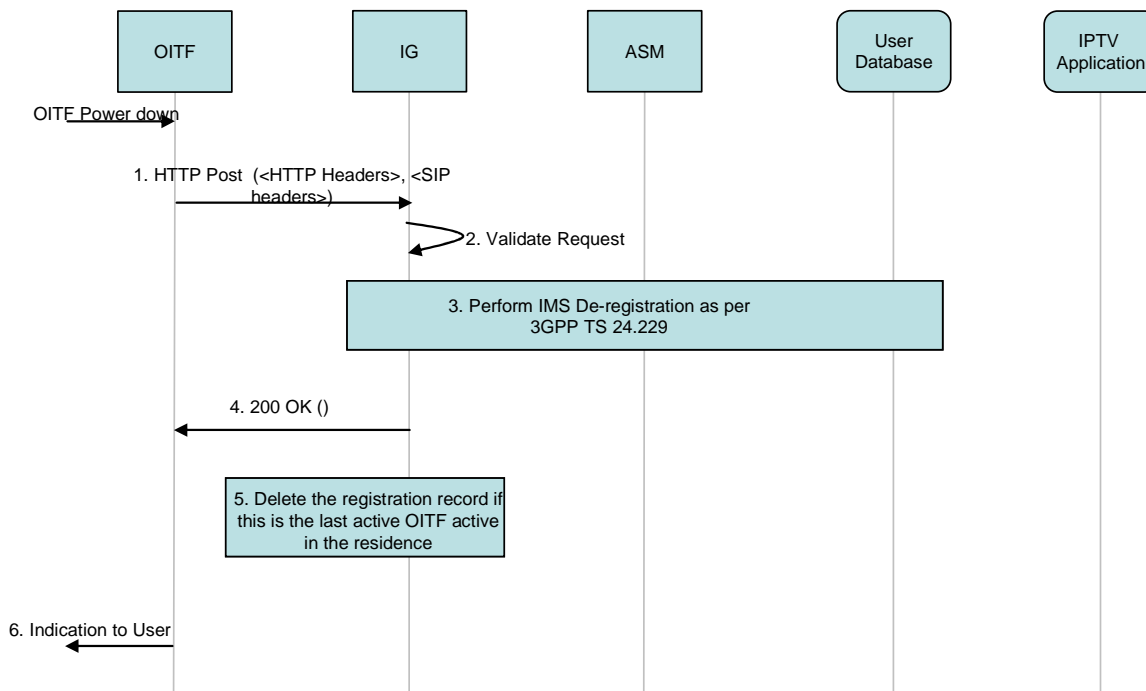 OITF
IG
ASM
User
Database
IPTV
Application
OITF Power down
1. HTTP Post (<HTTP Headers>, <SIP
headers>)
2. Validate Request
3. Perform IMS De-registration as per
3GPP TS 24.229
4. 200 OK ()
5. Delete the registration record if
this is the last active OITF active
in the residence
6. Indication to User